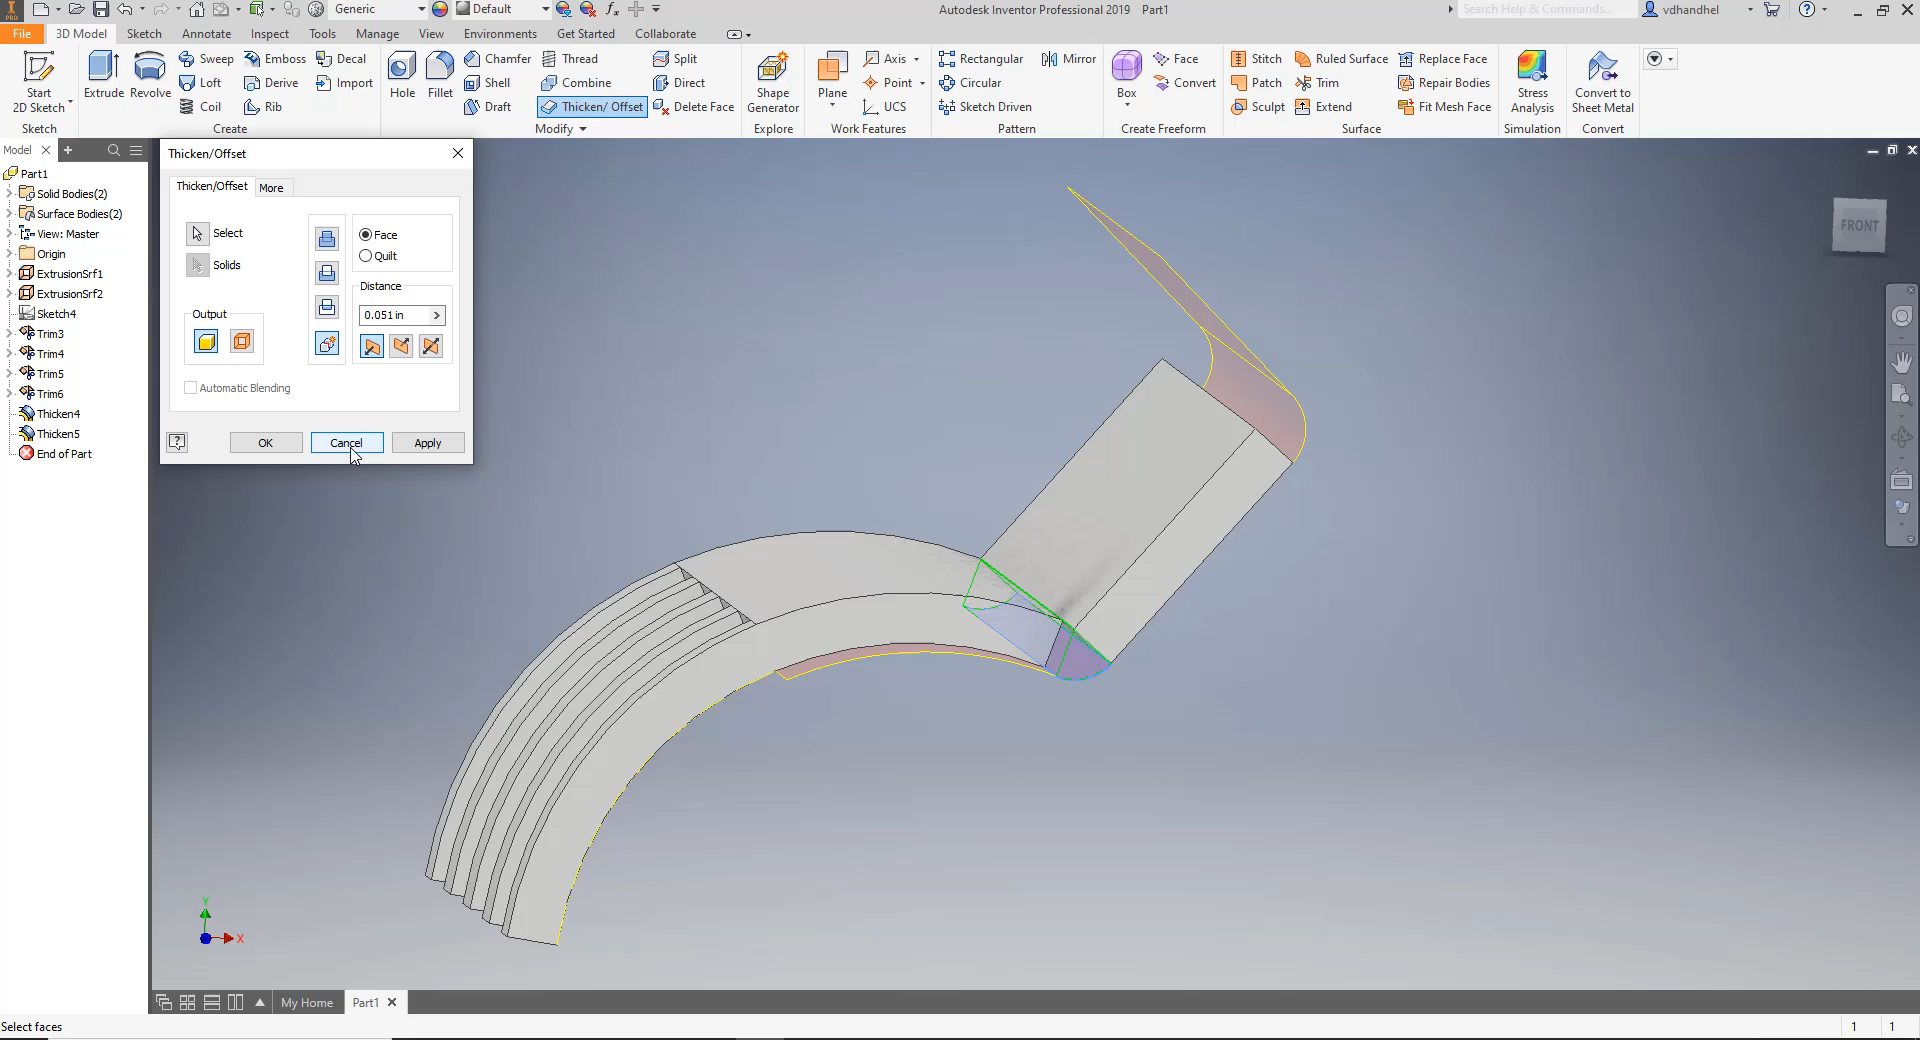 Generic
Default
fx
Autodesk Inventor Professional 2019 Part1
Search Help & Commands...
vdhandhel
File
3D Model
Sketch
Annotate
Inspect
Tools
Manage
View
Environments
Get Started
Collaborate
Start
2D Sketch
Sketch
Extrude
Revolve
Sweep
Emboss
Decal
Loft
Derive
Import
Coil
Rib
Create
Hole
Fillet
Chamfer
Thread
Split
Shell
Combine
Direct
Draft
Thicken/ Offset
Delete Face
Modify
Shape
Generator
Explore
Plane
Axis
Point
UCS
Work Features
Rectangular
Mirror
Circular
Sketch Driven
Pattern
Box
Face
Convert
Create Freeform
Stitch
Ruled Surface
Replace Face
Patch
Trim
Repair Bodies
Sculpt
Extend
Fit Mesh Face
Surface
Stress
Analysis
Simulation
Convert to
Sheet Metal
Convert
Model
Part1
Solid Bodies(2)
Surface Bodies(2)
View: Master
Origin
ExtrusionSrf1
ExtrusionSrf2
Sketch4
Trim3
Trim4
Trim5
Trim6
Thicken4
Thicken5
End of Part
Thicken/Offset
Thicken/Offset
More
Select
Solids
Face
Quilt
Distance
0.051 in
Output
Automatic Blending
OK
Cancel
Apply
FRONT
Y
X
My Home
Part1
Select faces
1
1